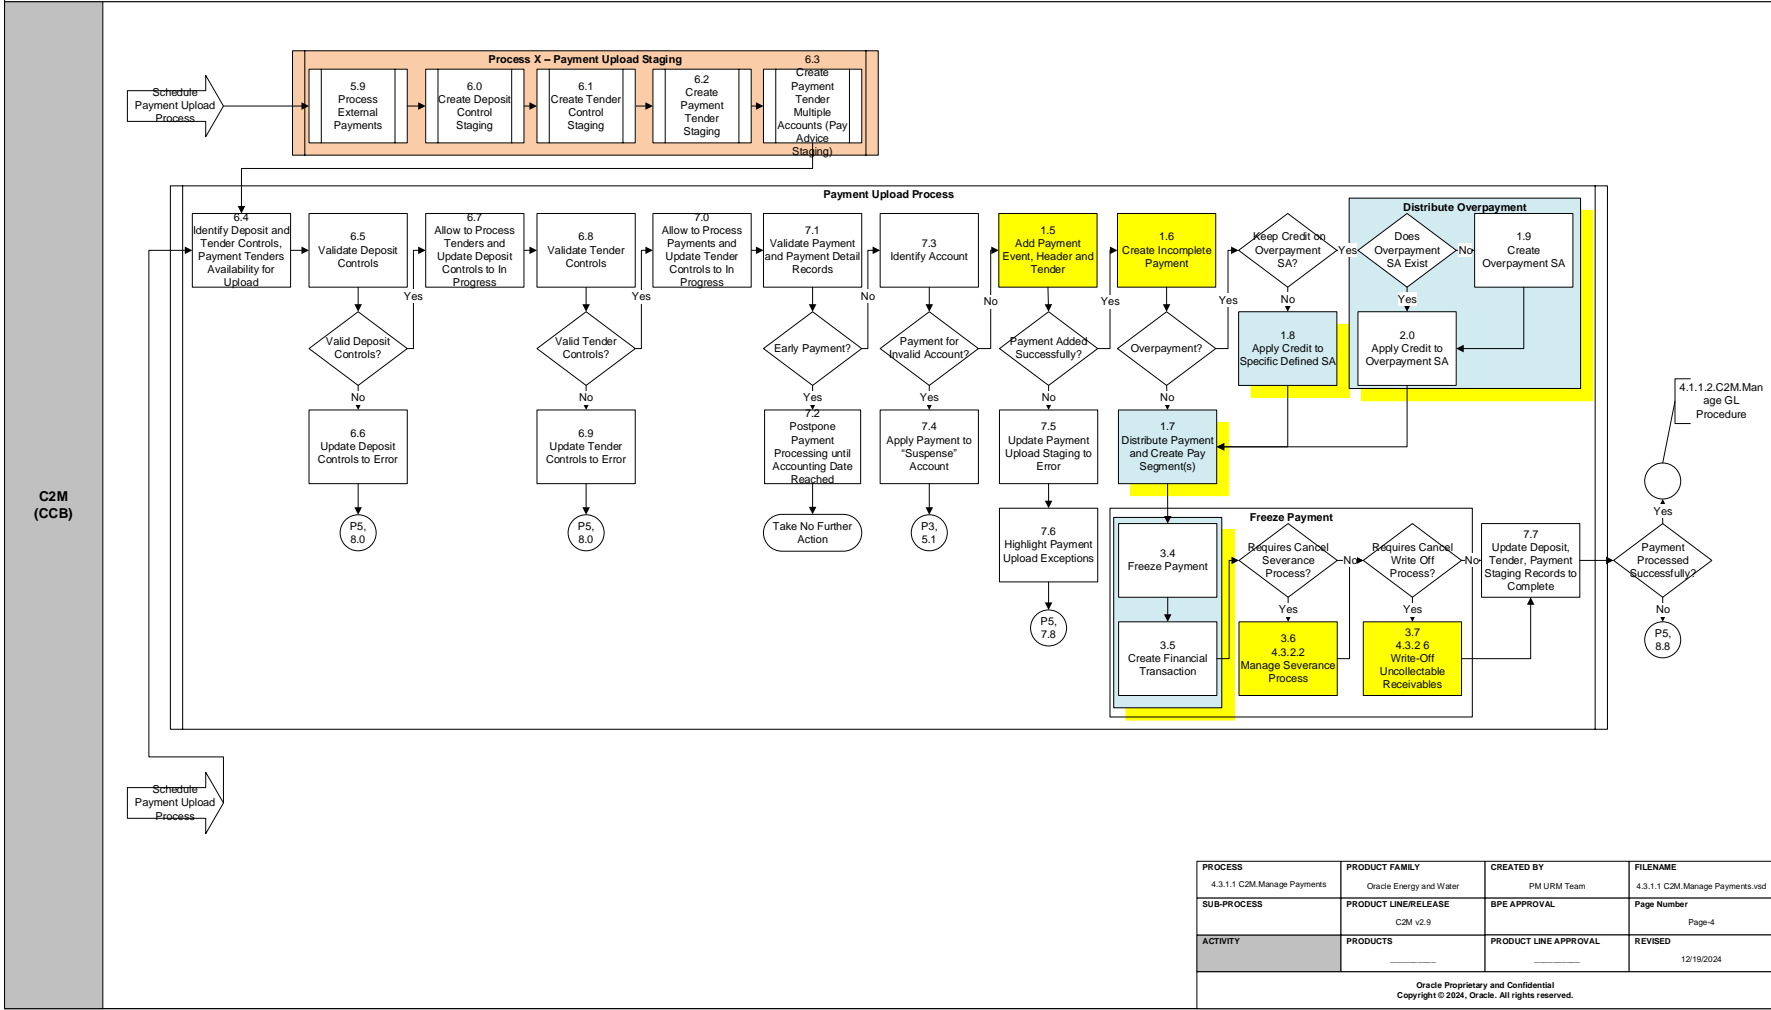 Process X – Payment Upload Staging
Schedule
Payment Upload
Process
5.9
Process
External
Payments
6.0
Create Deposit
Control
Staging
6.1
Create Tender
Control
Staging
6.2
Create
Payment
Tender
Staging
6.3
Create
Payment
Tender
Multiple
Accounts (Pay
Advice
Staging)
Payment Upload Process
6.4
Identify Deposit and
Tender Controls,
Payment Tenders
Availability for
Upload
6.5
Validate Deposit
Controls
6.7
Allow to Process
Tenders and
Update Deposit
Controls to In
Progress
6.8
Validate Tender
Controls
7.0
Allow to Process
Payments and
Update Tender
Controls to In
Progress
7.1
Validate Payment
and Payment Detail
Records
7.3
Identify Account
1.5
Add Payment
Event, Header and
Tender
1.6
Create Incomplete
Payment
Keep Credit on
Overpayment
SA?
Yes
Distribute Overpayment
Does
Overpayment
SA Exist
No
1.9
Create
Overpayment SA
Yes
Yes
No
No
Yes
Yes
No
Yes
Valid Deposit
Controls?
Valid Tender
Controls?
Early Payment?
Payment for
Invalid Account?
Payment Added
Successfully?
Overpayment?
1.8
Apply Credit to
Specific Defined SA
2.0
Apply Credit to
Overpayment SA
No
No
Yes
Yes
No
No
6.6
Update Deposit
Controls to Error
6.9
Update Tender
Controls to Error
7.2
Postpone
Payment
Processing until
Accounting Date
Reached
7.4
Apply Payment to
“Suspense”
Account
7.5
Update Payment
Upload Staging to
Error
1.7
Distribute Payment
and Create Pay
Segment(s)
4.1.1.2.C2M.Man
age GL
Procedure
C2M
(CCB)
P5,
8.0
P5,
8.0
Take No Further
Action
P3,
5.1
7.6
Highlight Payment
Upload Exceptions
P5,
7.8
Freeze Payment
3.4
Freeze Payment
3.5
Create Financial
Transaction
Requires Cancel
Severance
Process?
No
Yes
3.6
4.3.2.2
Manage Severance
Process
Requires Cancel
Write Off
Process?
No
Yes
3.7
4.3.2 6
Write-Off
Uncollectable
Receivables
7.7
Update Deposit,
Tender, Payment
Staging Records to
Complete
Yes
Payment
Processed
Successfully?
No
P5,
8.8
Schedule
Payment Upload
Process
PROCESS
4.3.1.1 C2M.Manage Payments
PRODUCT FAMILY
Oracle Energy and Water
CREATED BY
PM URM Team
FILENAME
4.3.1.1 C2M.Manage Payments.vsd
SUB-PROCESS
PRODUCT LINE/RELEASE
C2M v2.9
BPE APPROVAL
Page Number
Page-4
ACTIVITY
PRODUCTS
PRODUCT LINE APPROVAL
REVISED
12/19/2024
Oracle Proprietary and Confidential
Copyright © 2024, Oracle. All rights reserved.